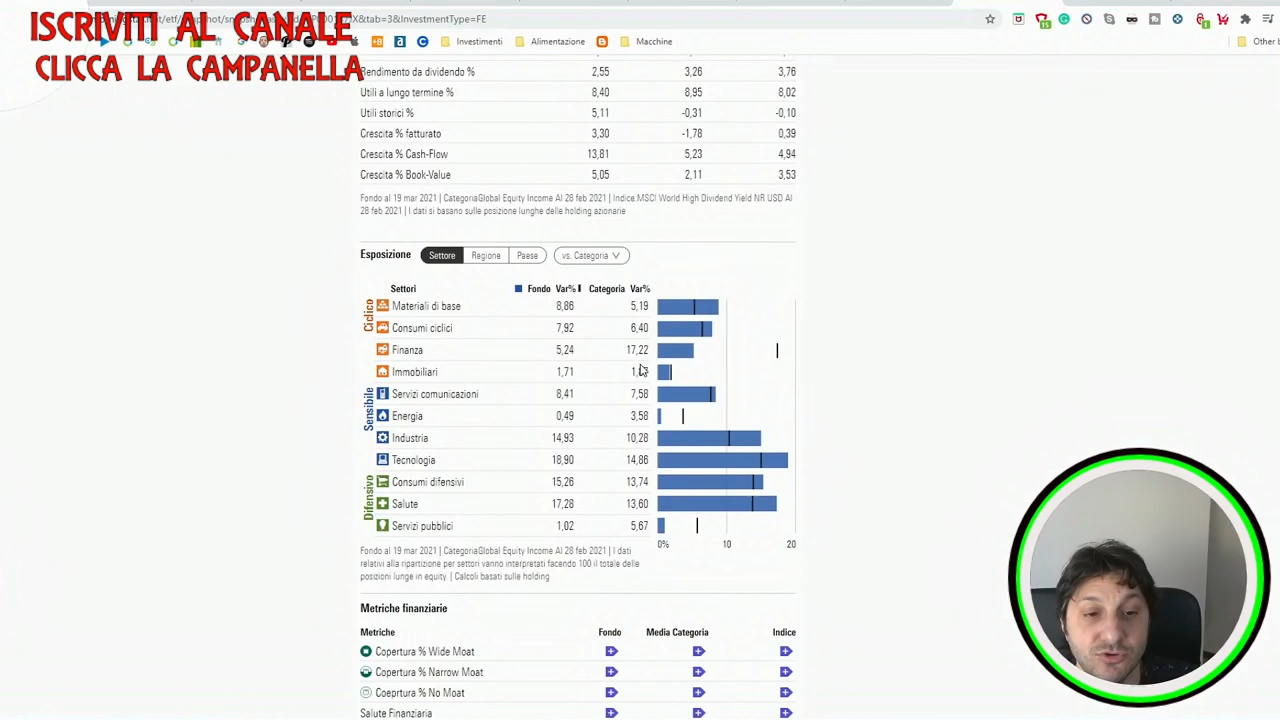 ISCRIVITI AL CANALE
CLICCA LA CAMPANELLA
&tab=3&InvestmentType=FE
Investimenti Alimentazione Macchine Other
Rendimento da dividendo % 2,55 3,26 3,76
Utili a lungo termine % 8,40 8,95 8,02
Utili storici % 5,11 -0,31 -0,10
Crescita % fatturato 3,30 -1,78 0,39
Crescita % Cash-Flow 13,81 5,23 4,94
Crescita % Book-Value 5,05 2,11 3,53
Fondo al 19 mar 2021 | CategoriaGlobal Equity Income Al 28 feb 2021 | Indice:MSCI World High Dividend Yield NR USD Al
28 feb 2021 | I dati si basano sulle posizione lunghe delle holding azionarie
Esposizione Settore Regione Paese vs. Categoria
Settori Fondo Var% Categoria Var%
Ciclico
Materiali di base 8,86 5,19
Consumi ciclici 7,92 6,40
Finanza 5,24 17,22
Immobiliari 1,71
Sensibile
Servizi comunicazioni 8,41 7,58
Energia 0,49 3,58
Industria 14,93 10,28
Tecnologia 18,90 14,86
Difensivo
Consumi difensivi 15,26 13,74
Salute 17,28 13,60
Servizi pubblici 1,02 5,67
0% 10 20
Fondo al 19 mar 2021 | CategoriaGlobal Equity Income Al 28 feb 2021 | I dati
relativi alla ripartizione per settori vanno interpretati facendo 100 il totale delle
posizioni lunge in equity. | Calcoli basati sulle holding
Metriche finanziarie
Metriche Fondo Media Categoria Indice
Copertura % Wide Moat
Copertura % Narrow Moat
Coeprtura % No Moat
Salute Finanziaria